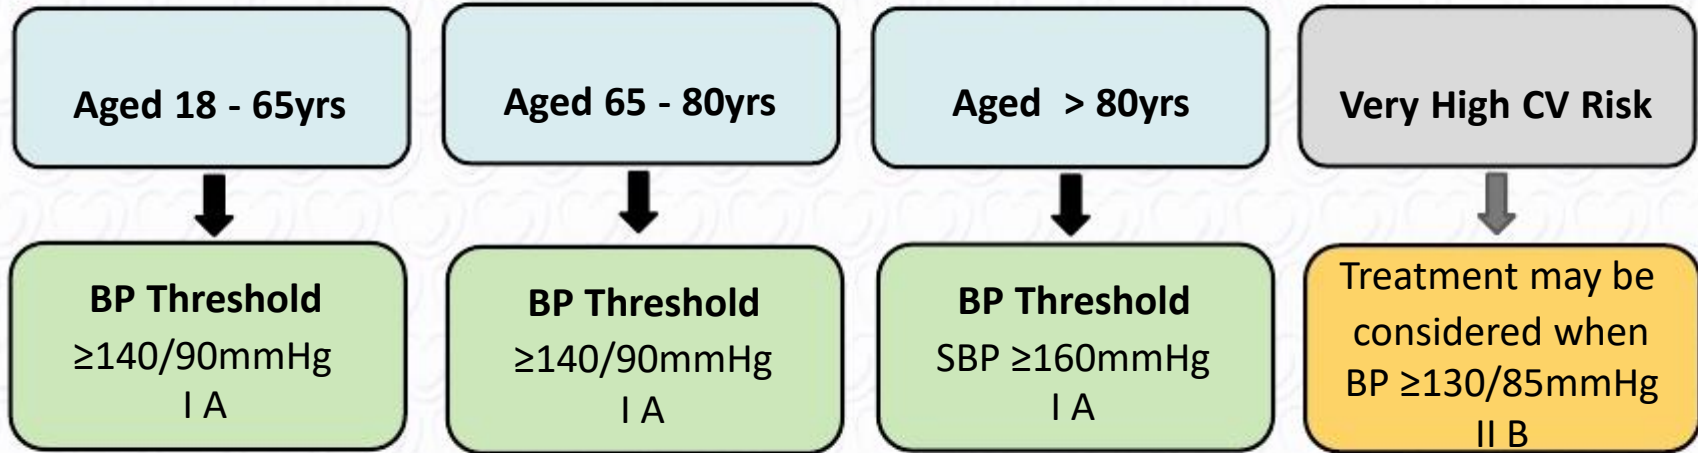 Aged 18 - 65yrs
Aged 65 - 80yrs
Aged > 80yrs
Very High CV Risk
BP Threshold
≥140/90mmHg
I A
BP Threshold
≥140/90mmHg
I A
BP Threshold
SBP ≥160mmHg
I A
Treatment may be
considered when
BP ≥130/85mmHg
II B